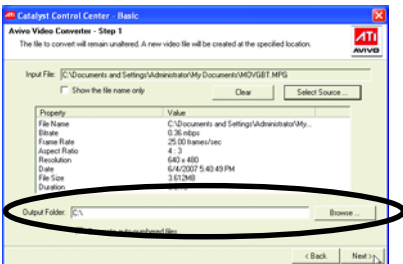 Catalyst Control Center - Basic
Avivo Video Converter - Step 1
The file to convert will remain unaltered. A new video file will be created at the specified location.
ATI
AVIVO
Input File: C:\Documents and Settings\Administrator\My Documents\MOVGBT.MPG
Show the file name only
Clear
Select Source ...
Property Value
File Name C:\Documents and Settings\Administrator\My...
Bitrate 0.36 mbps
Frame Rate 25.00 frames/sec
Aspect Ratio 4 : 3
Resolution 640 x 480
Date 6/4/2007 5:40:49 PM
File Size 3.612MB
Duration
Output Folder: C:\
Browse ...
auto numbered files
< Back
Next >